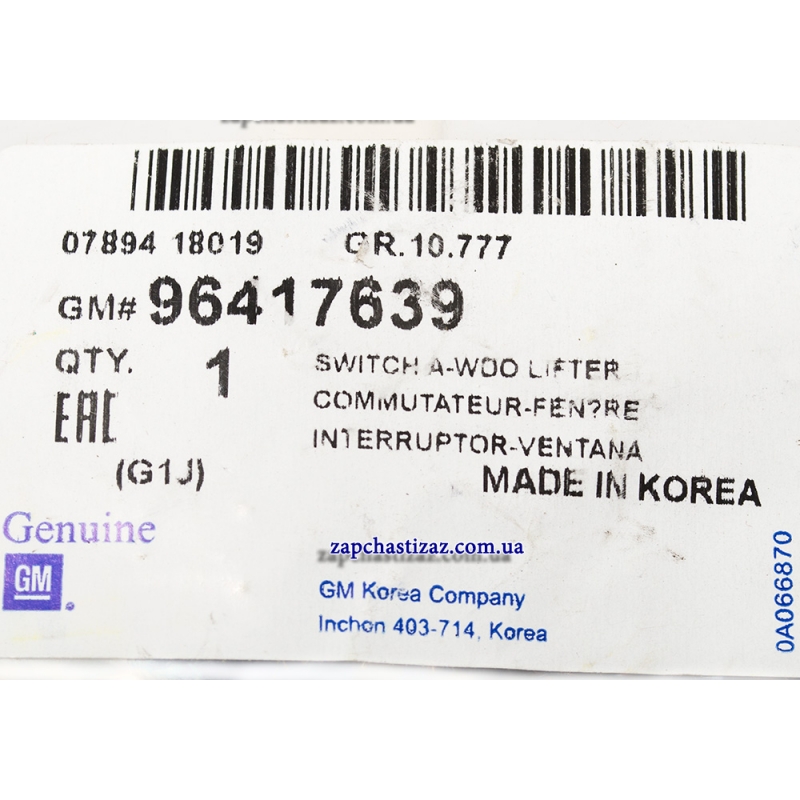 07894 18019 GR.10.777
GM# 96417639
QTY. 1
SWITCH A-WDO LIFTER
COMMUTATEUR-FEN?RE
INTERRUPTOR-VENTANA
EAC
(G1J)
MADE IN KOREA
Genuine
GM
zapchastizaz.com.ua
GM Korea Company
Inchon 403-714, Korea
0A066870